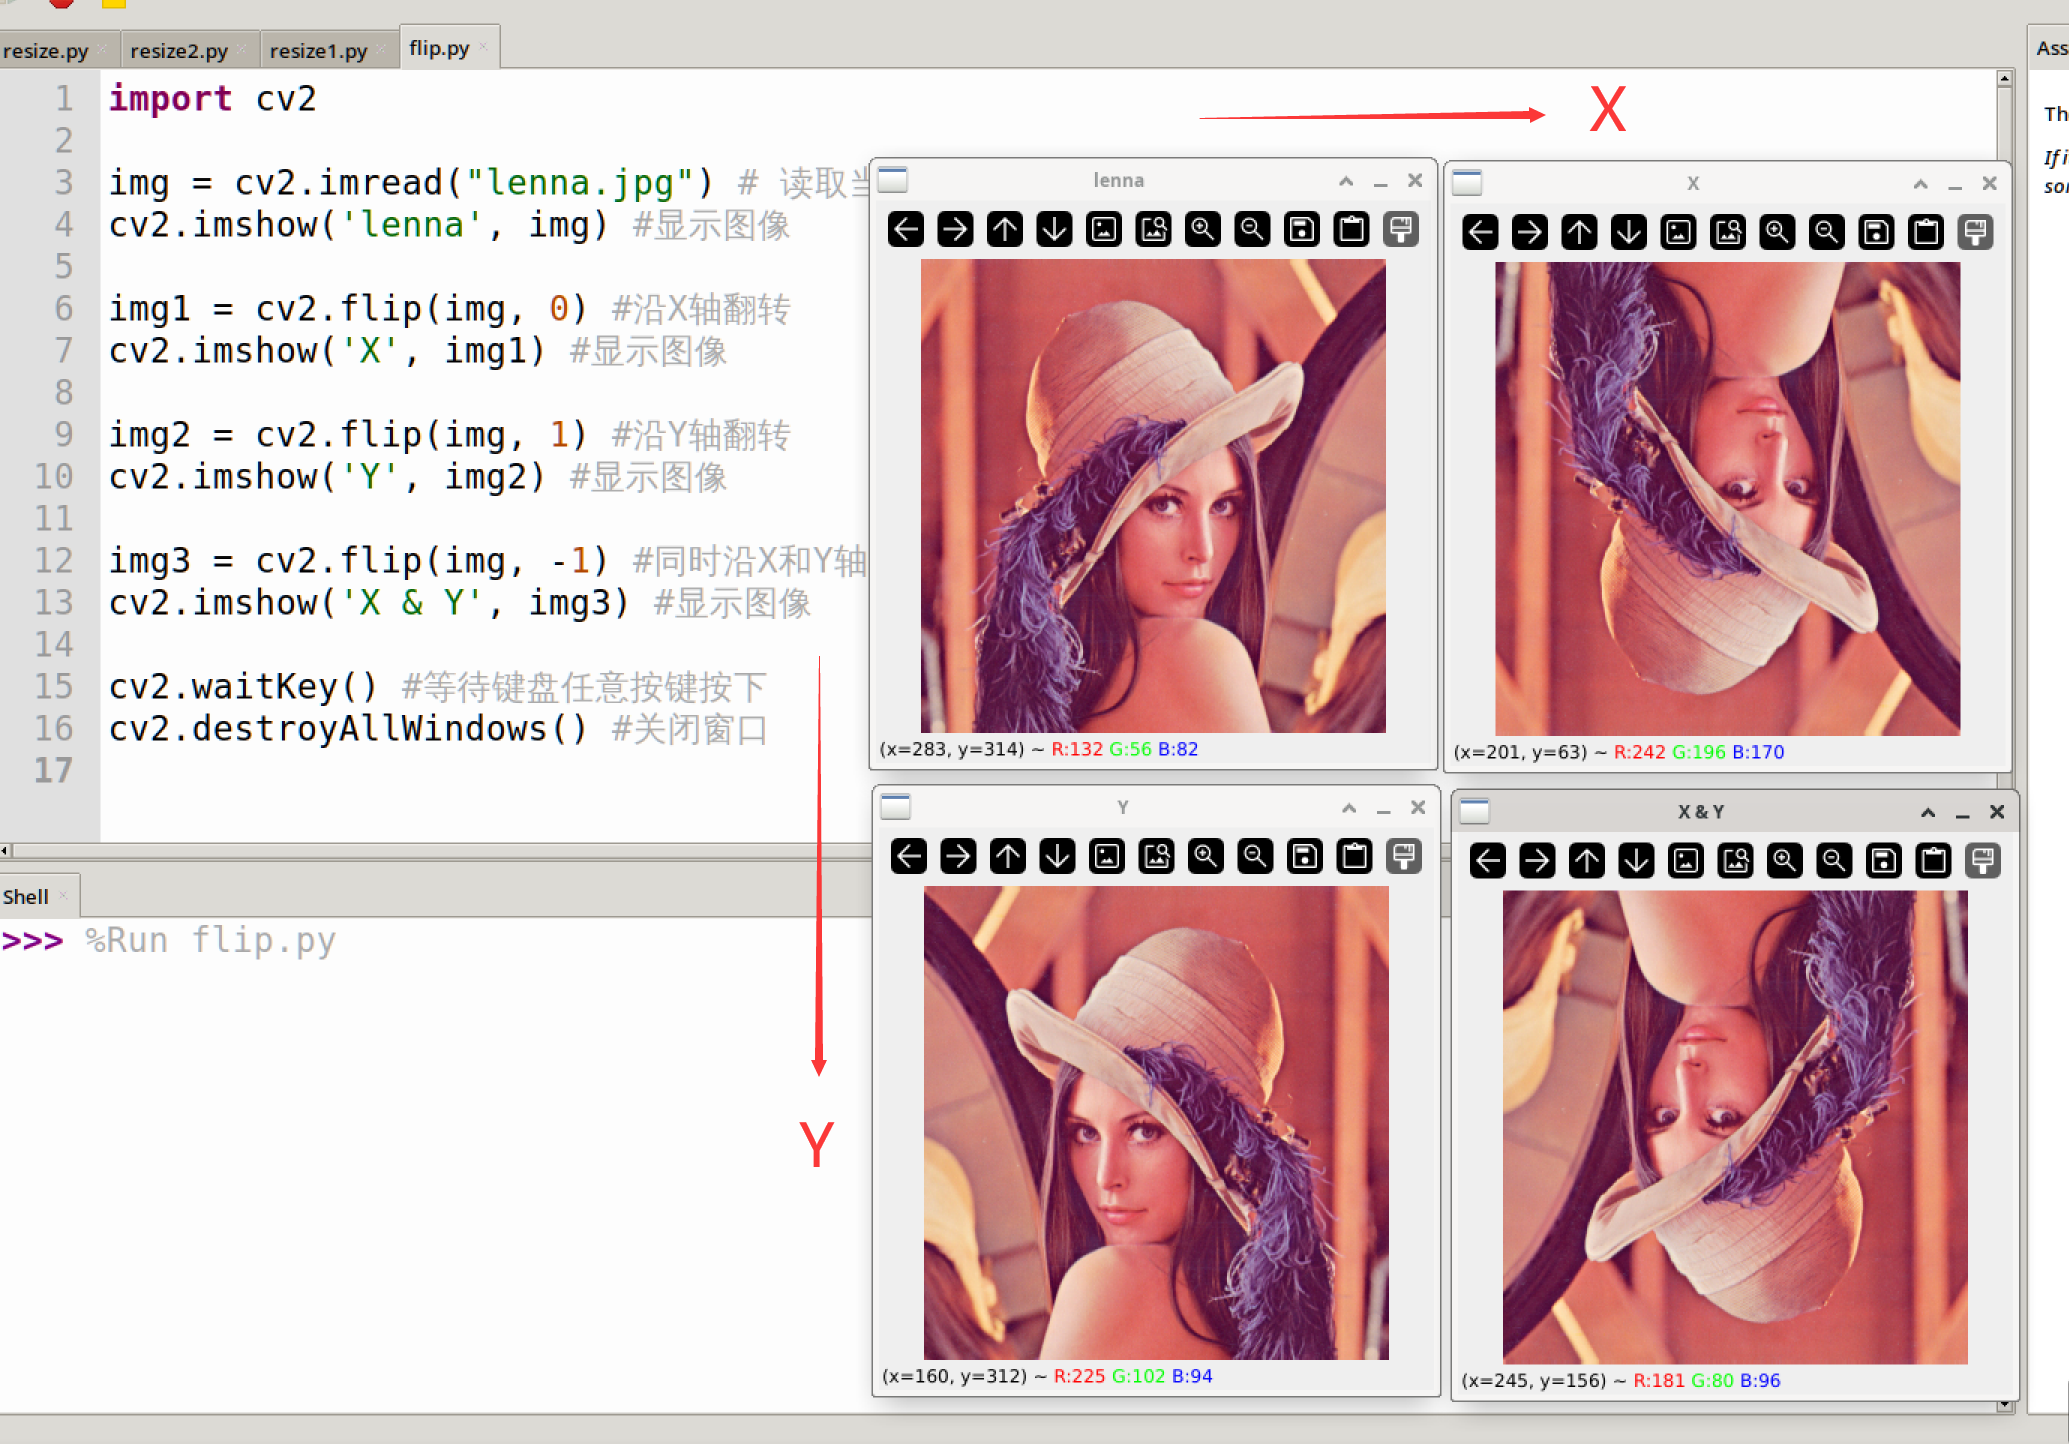 resize.py resize2.py resize1.py flip.py
Ass
1 import cv2
2
3 img = cv2.imread("lenna.jpg") # 读取当
4 cv2.imshow('lenna', img) #显示图像
5
6 img1 = cv2.flip(img, 0) #沿X轴翻转
7 cv2.imshow('X', img1) #显示图像
8
9 img2 = cv2.flip(img, 1) #沿Y轴翻转
10 cv2.imshow('Y', img2) #显示图像
11
12 img3 = cv2.flip(img, -1) #同时沿X和Y轴
13 cv2.imshow('X & Y', img3) #显示图像
14
15 cv2.waitKey() #等待键盘任意按键按下
16 cv2.destroyAllWindows() #关闭窗口
17
X
Y
lenna
(x=283, y=314) ~ R:132 G:56 B:82
X
(x=201, y=63) ~ R:242 G:196 B:170
Y
(x=160, y=312) ~ R:225 G:102 B:94
X & Y
(x=245, y=156) ~ R:181 G:80 B:96
Shell
>>> %Run flip.py
The
If i